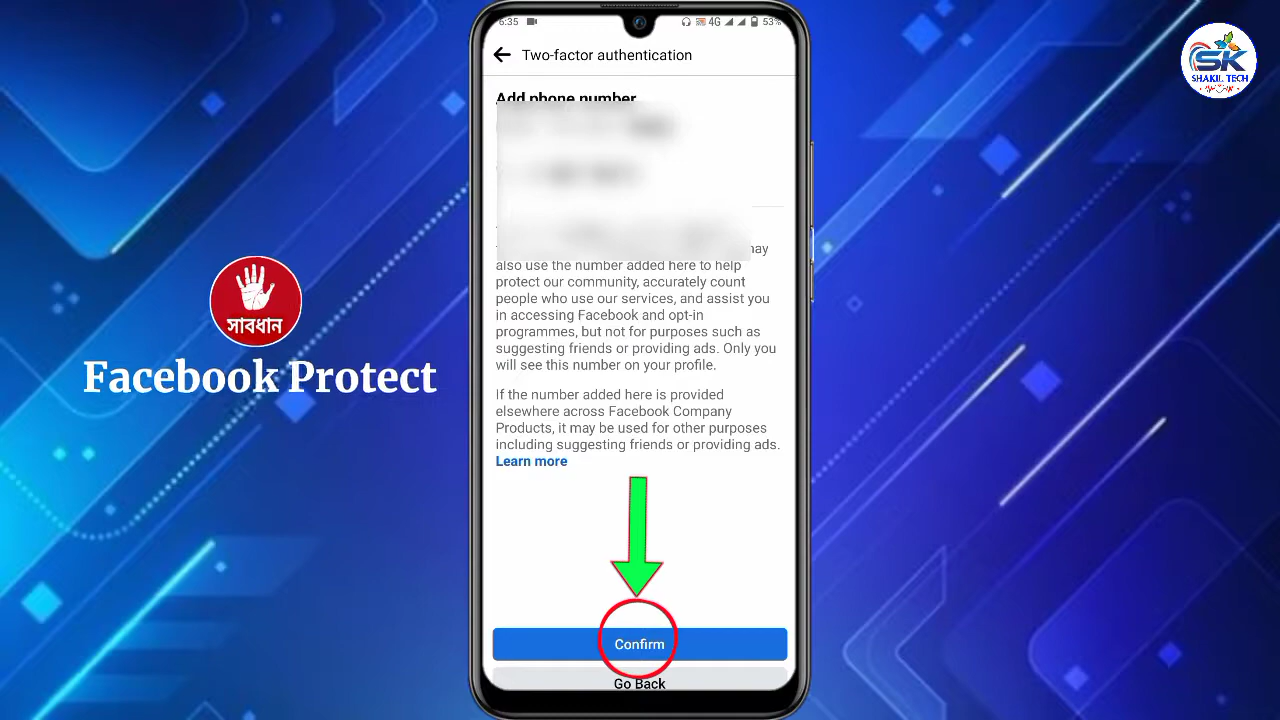 6:35
4G
53%
Two-factor authentication
SK
SHAKIL TECH
Add phone number
may
also use the number added here to help
protect our community, accurately count
people who use our services, and assist you
in accessing Facebook and opt-in
programmes, but not for purposes such as
suggesting friends or providing ads. Only you
will see this number on your profile.
If the number added here is provided
elsewhere across Facebook Company
Products, it may be used for other purposes
including suggesting friends or providing ads.
Learn more
সাবধান
Facebook Protect
Confirm
Go Back